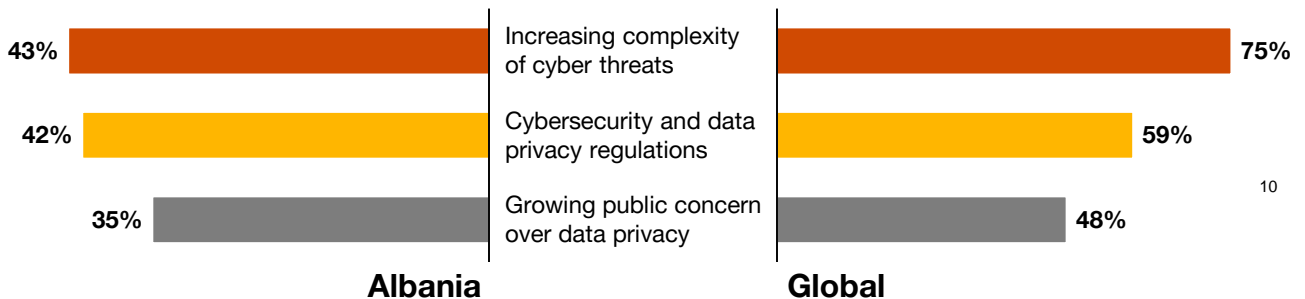 43%
Increasing complexity
of cyber threats
75%
42%
Cybersecurity and data
privacy regulations
59%
10
35%
Growing public concern
over data privacy
48%
Albania
Global